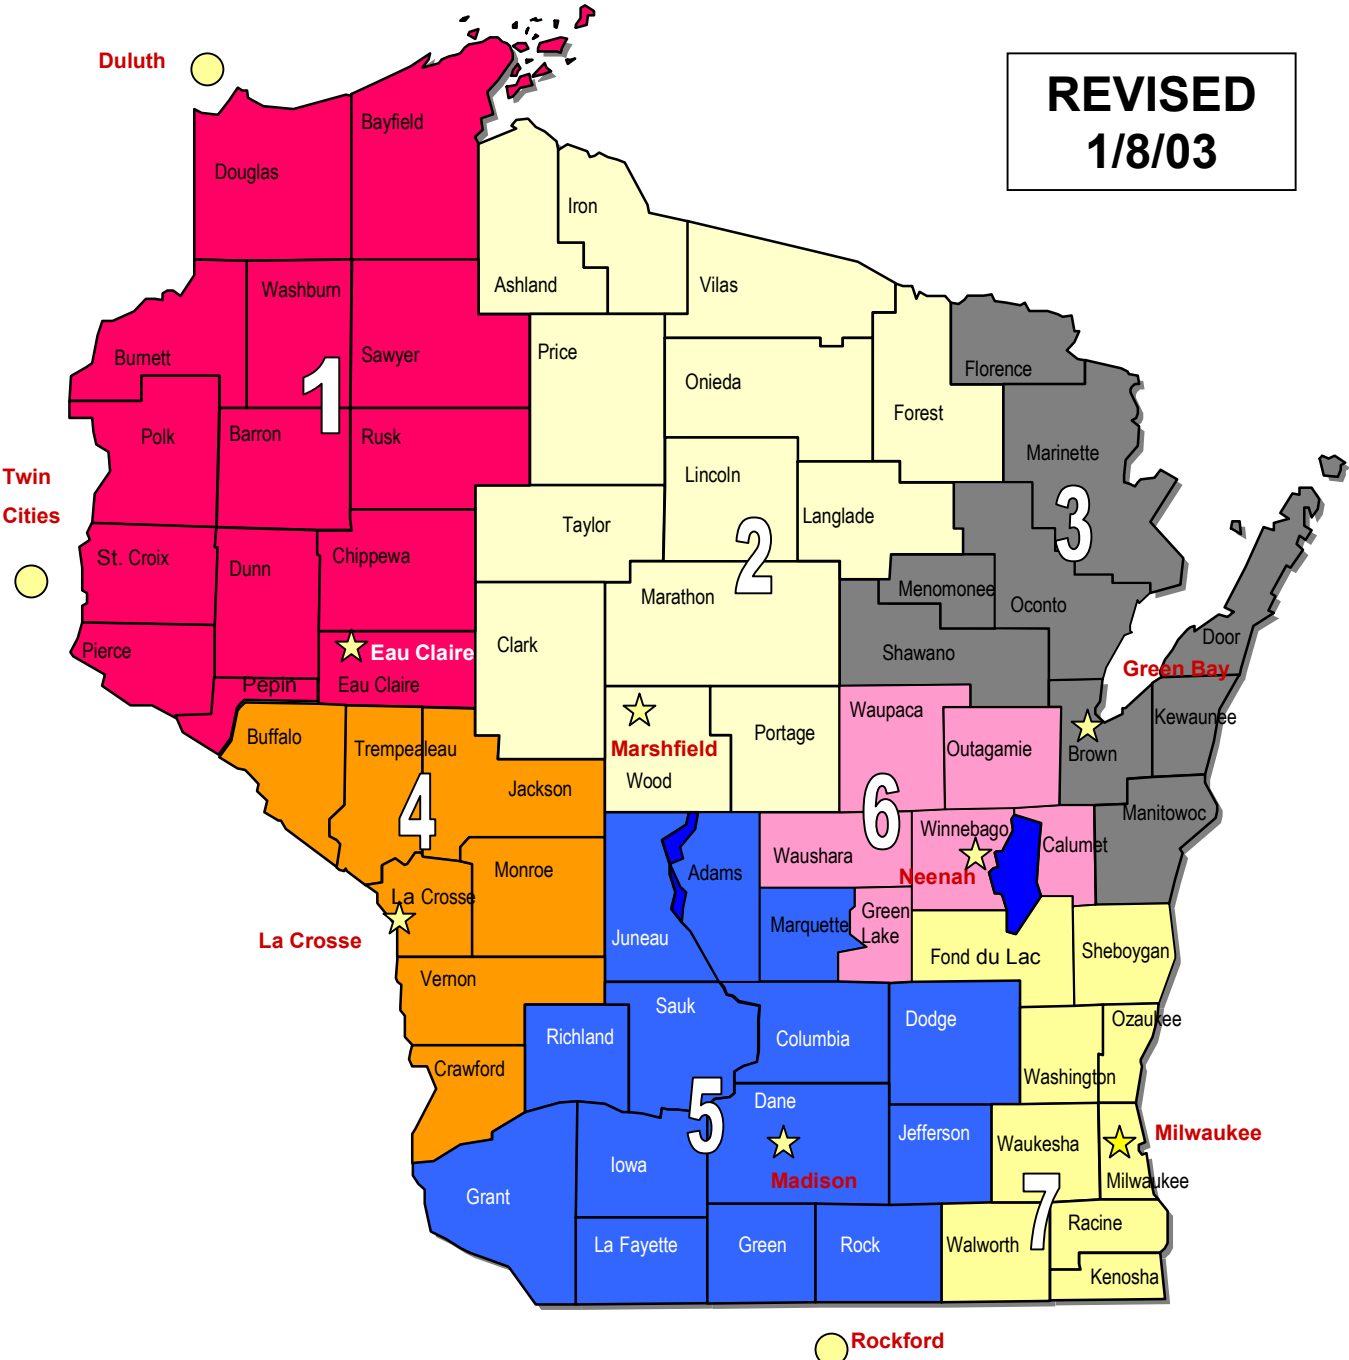 Duluth
REVISED
1/8/03
Bayfield
Douglas
Iron
Ashland
Vilas
Washburn
Burnett
Sawyer
Price
Florence
Onieda
1
Forest
Polk
Barron
Rusk
Marinette
Twin
Cities
Lincoln
Langlade
Taylor
3
2
St. Croix
Dunn
Chippewa
Menomonee
Marathon
Oconto
Door
Clark
Pierce
Eau Claire
Shawano
Green Bay
Pepin
Eau Claire
Waupaca
Kewaunee
Buffalo
Trempealeau
Portage
Marshfield
Outagamie
Brown
Wood
Jackson
4
6
Manitowoc
Winnebago
Calumet
Waushara
Monroe
Adams
Neenah
La Crosse
Green
Lake
Marquette
La Crosse
Juneau
Fond du Lac
Sheboygan
Vernon
Sauk
Dodge
Ozaukee
Richland
Columbia
Crawford
Washington
Dane
5
Jefferson
Waukesha
Milwaukee
Iowa
Madison
Milwaukee
Grant
7
Racine
La Fayette
Green
Rock
Walworth
Kenosha
Rockford